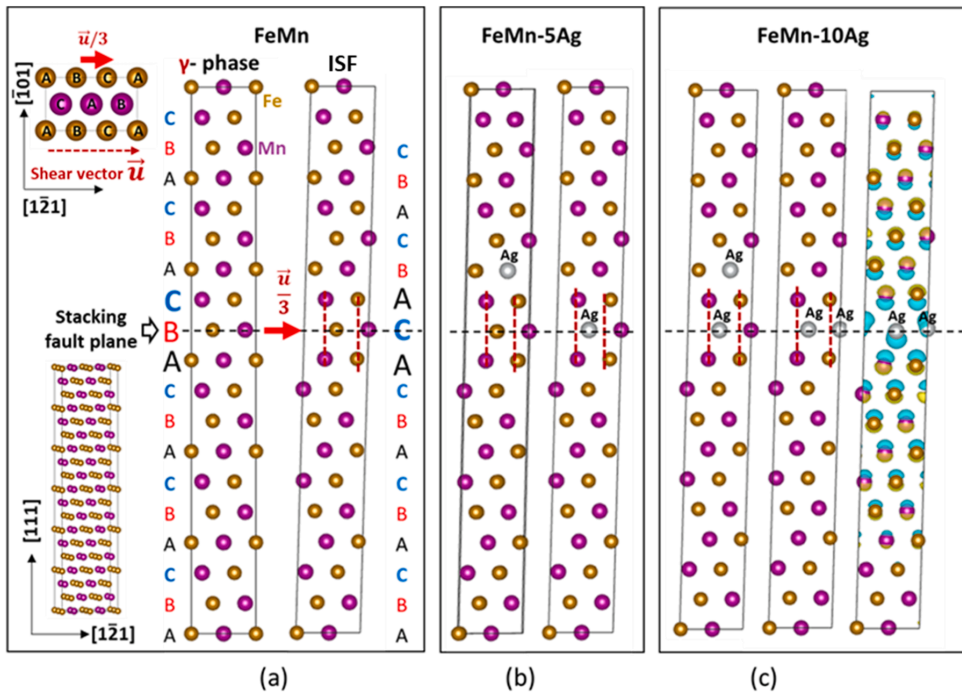 FeMn
u⃗/3
γ- phase
ISF
A B C A
C A B
A B C A
[1̄01]
Shear vector u⃗
[12̄1]
Fe
Mn
C
B
A
C
B
A
C
B
A
C
B
A
C
B
A
C
B
A
u⃗/3
Stacking
fault plane
[111]
[12̄1]
C
B
A
C
B
A
C
A
C
B
A
C
B
A
C
B
A
(a)
FeMn-5Ag
Ag
Ag
(b)
FeMn-10Ag
Ag
Ag
Ag
Ag
Ag
Ag
(c)